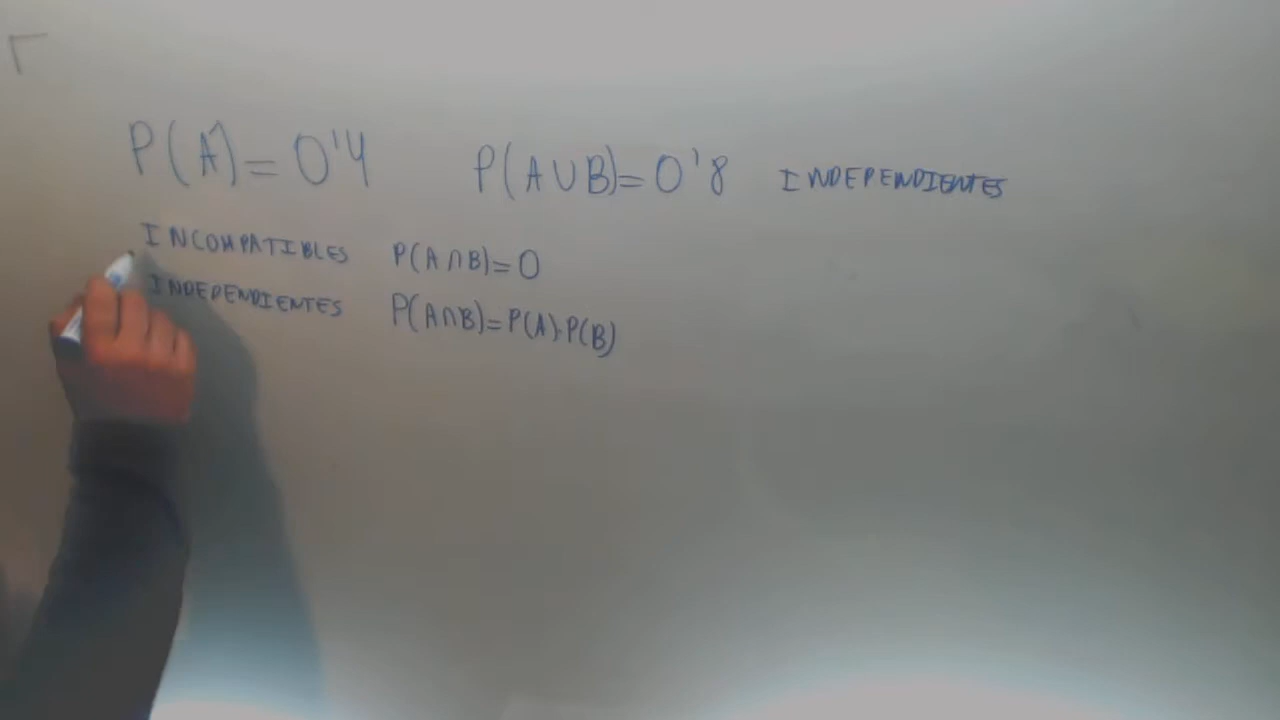 P(A)=0'4 P(A∪B)=0'8 INDEPENDIENTES
INCOMPATIBLES P(A∩B)=0
INDEPENDIENTES P(A∩B)=P(A)·P(B)